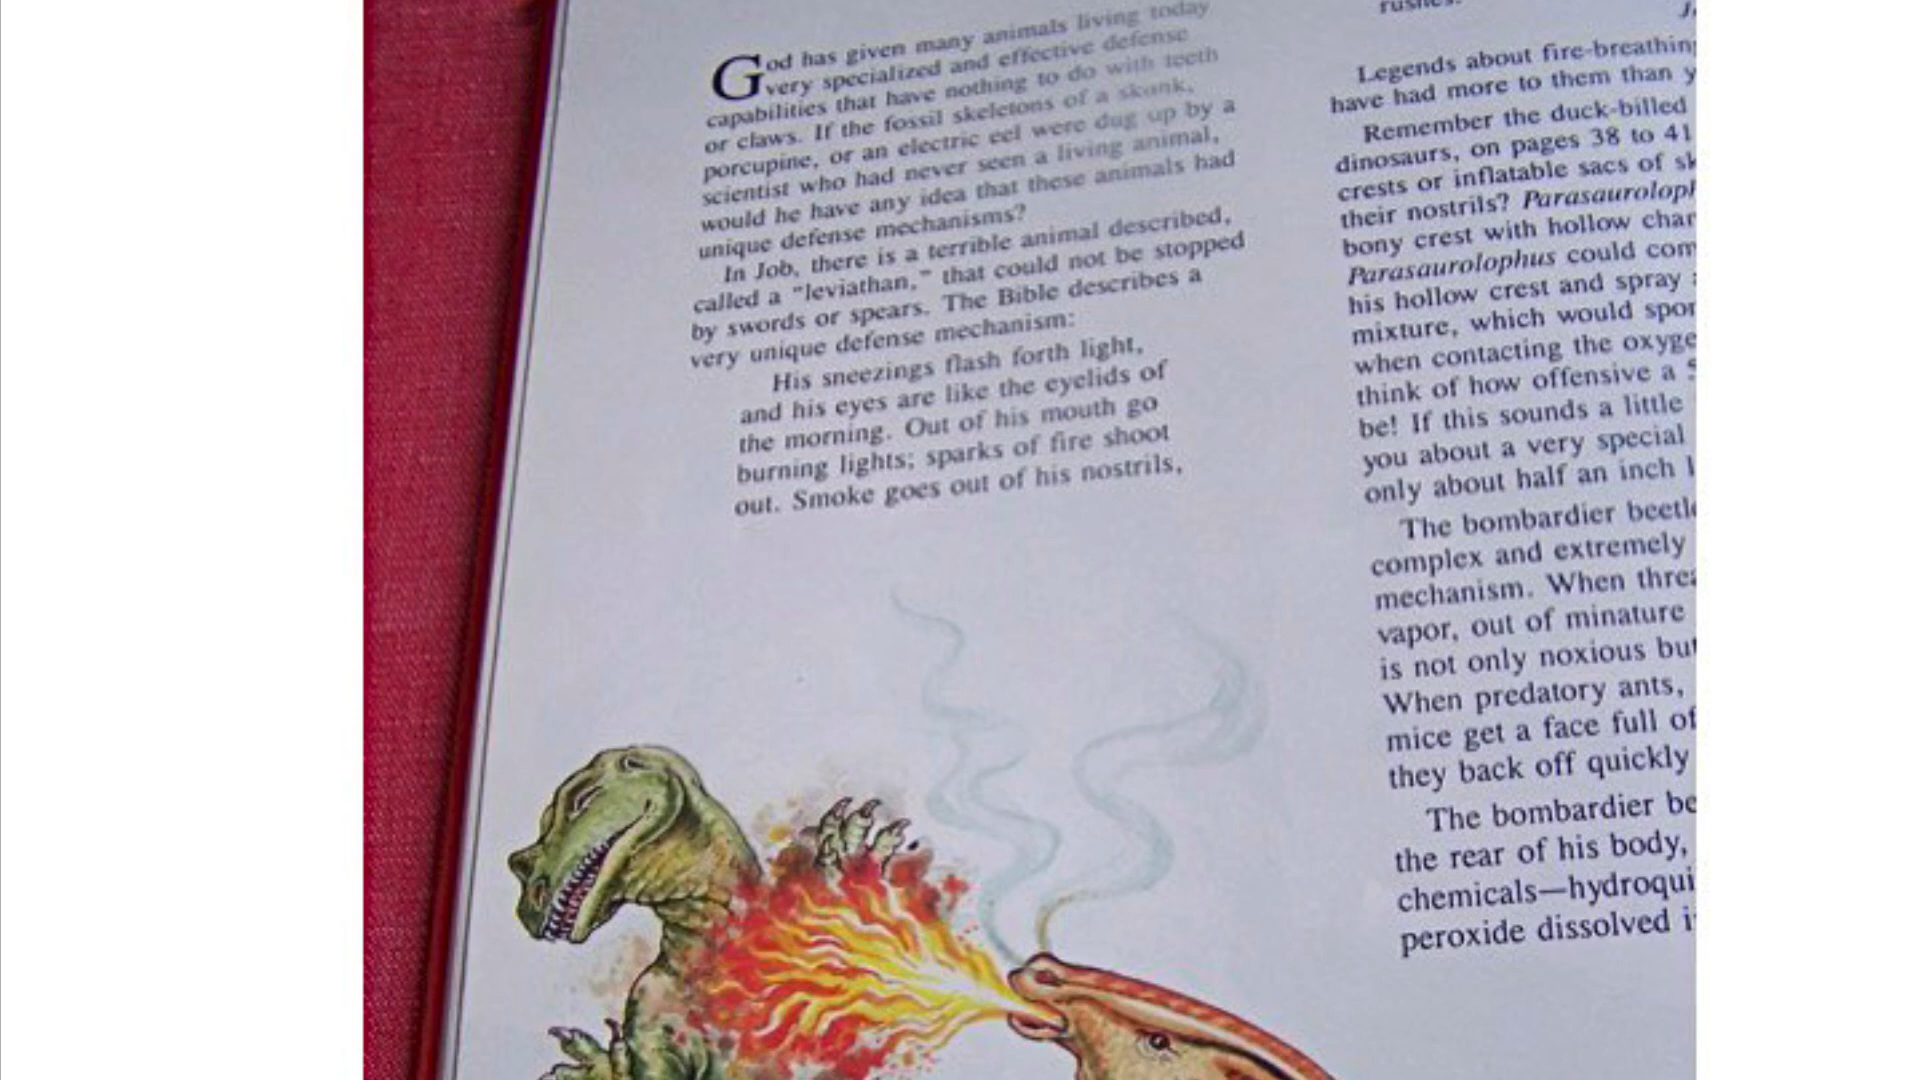 God has given many animals living today
very specialized and effective defense
capabilities that have nothing to do with teeth
or claws. If the fossil skeletons of a skunk,
porcupine, or an electric eel were dug up by a
scientist who had never seen a living animal,
would he have any idea that these animals had
unique defense mechanisms?
In Job, there is a terrible animal described,
called a "leviathan," that could not be stopped
by swords or spears. The Bible describes a
very unique defense mechanism:
His sneezings flash forth light,
and his eyes are like the eyelids of
the morning. Out of his mouth go
burning lights; sparks of fire shoot
out. Smoke goes out of his nostrils,
rushes.
Legends about fire-breathing
have had more to them than y
Remember the duck-billed
dinosaurs, on pages 38 to 41
crests or inflatable sacs of sk
their nostrils? Parasauroloph
bony crest with hollow cham
Parasaurolophus could com
his hollow crest and spray
mixture, which would spon
when contacting the oxyge
think of how offensive a
be! If this sounds a little
you about a very special
only about half an inch l
The bombardier beetle
complex and extremely
mechanism. When threa
vapor, out of minature
is not only noxious but
When predatory ants,
mice get a face full of
they back off quickly
The bombardier be
the rear of his body,
chemicals—hydroqui
peroxide dissolved i